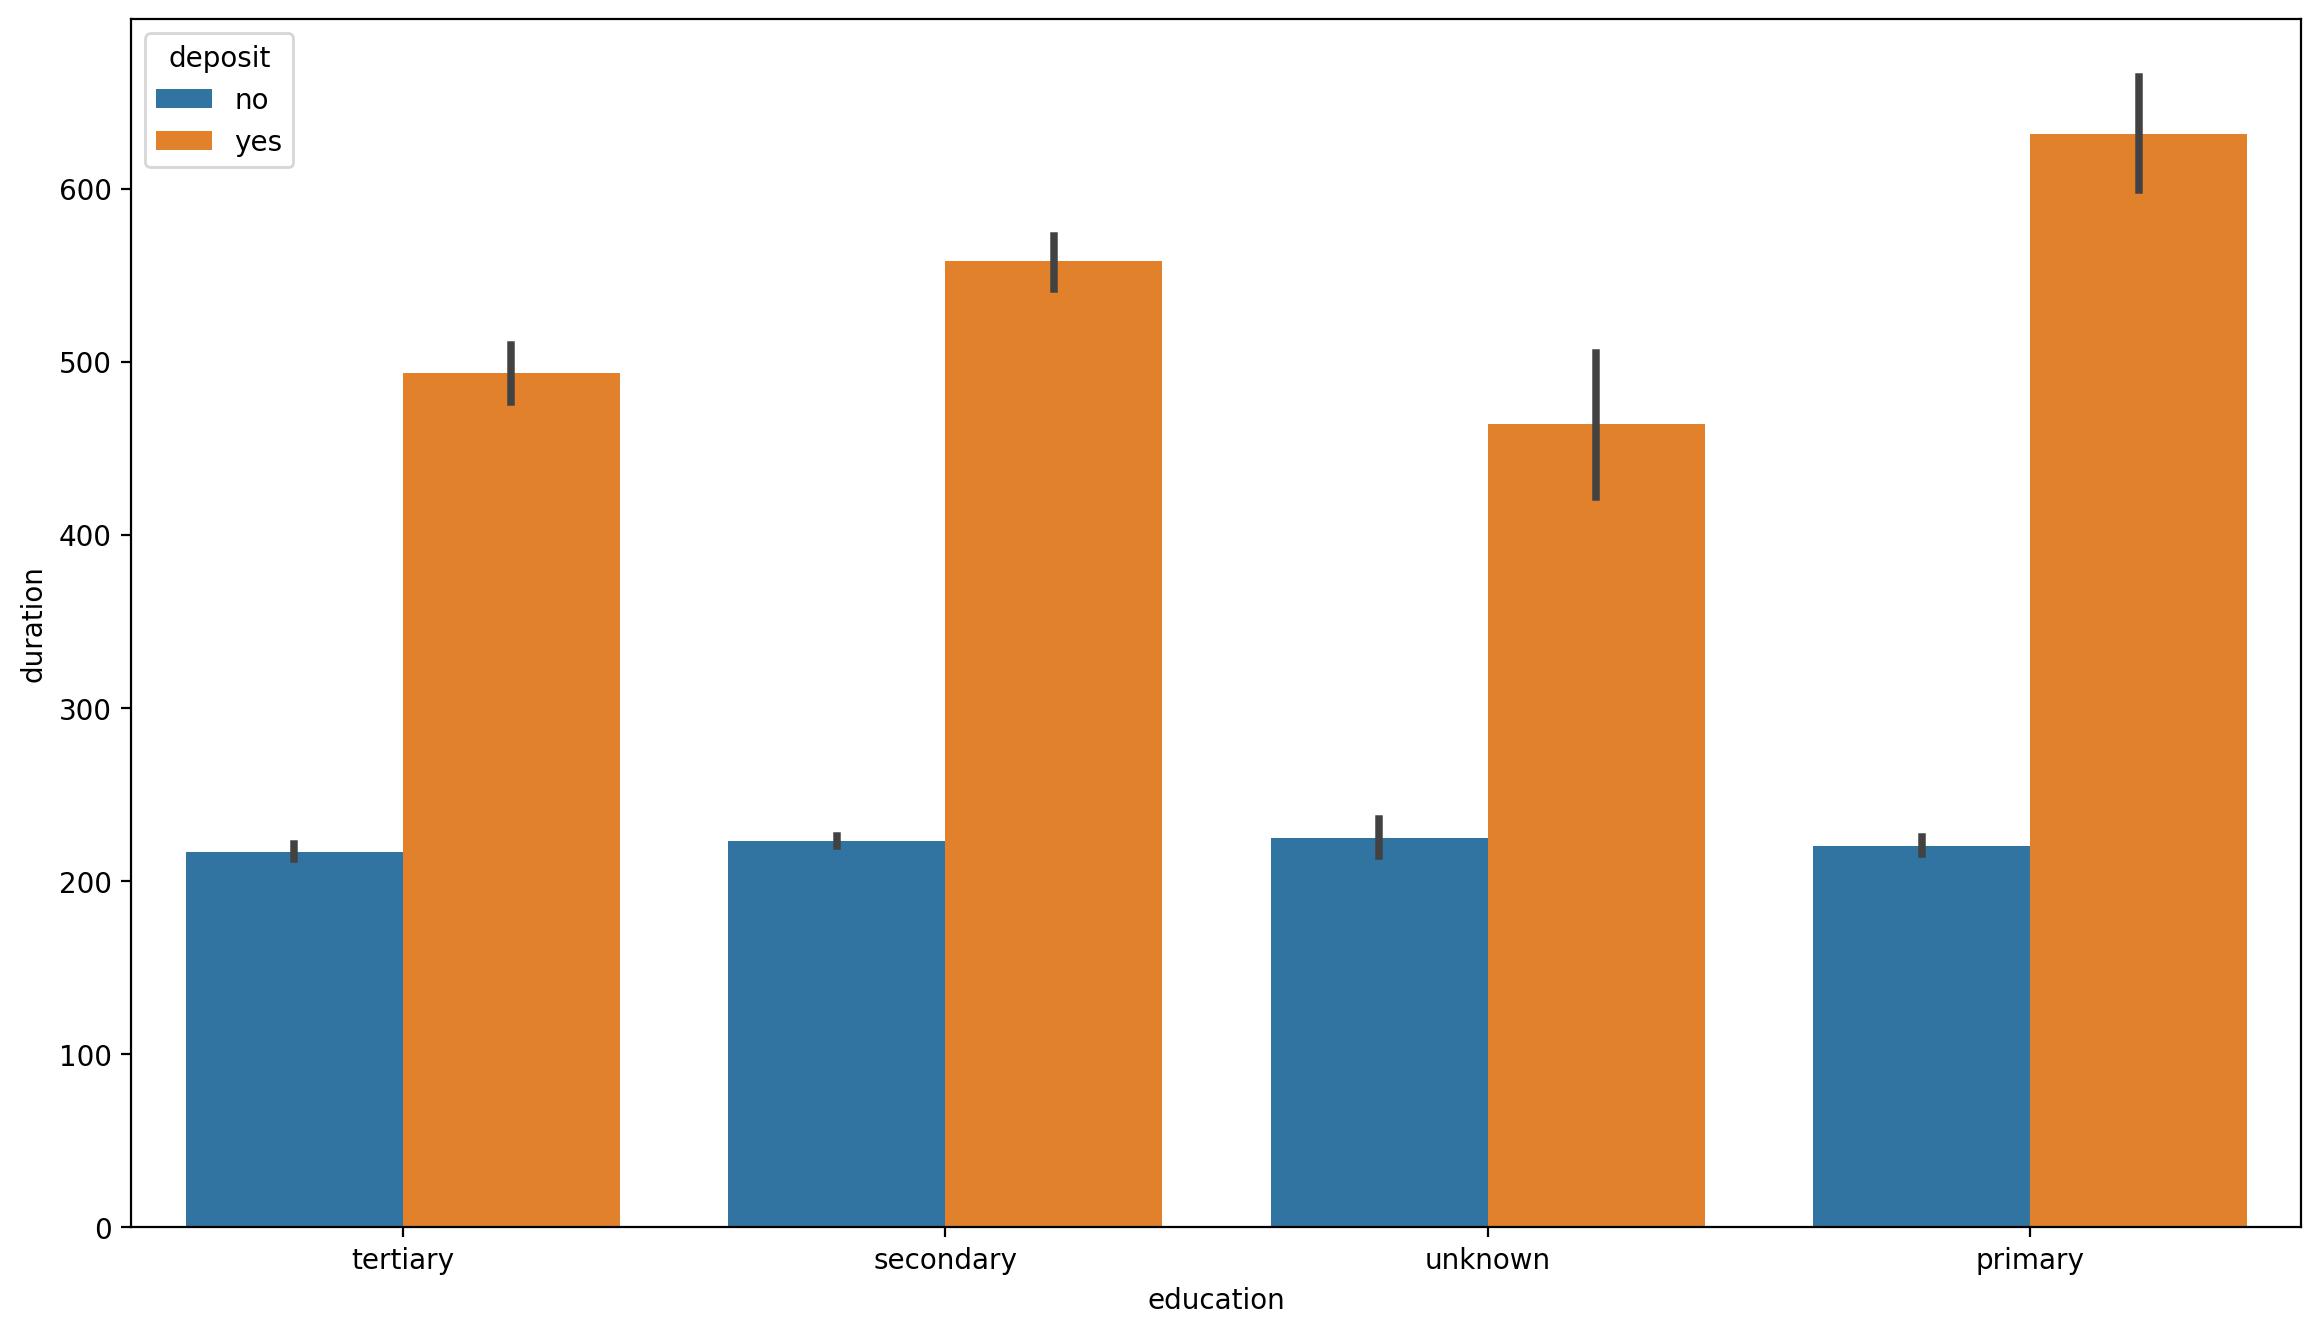 deposit
no
yes
600
500
400
300
200
100
0
duration
tertiary
secondary
unknown
primary
education